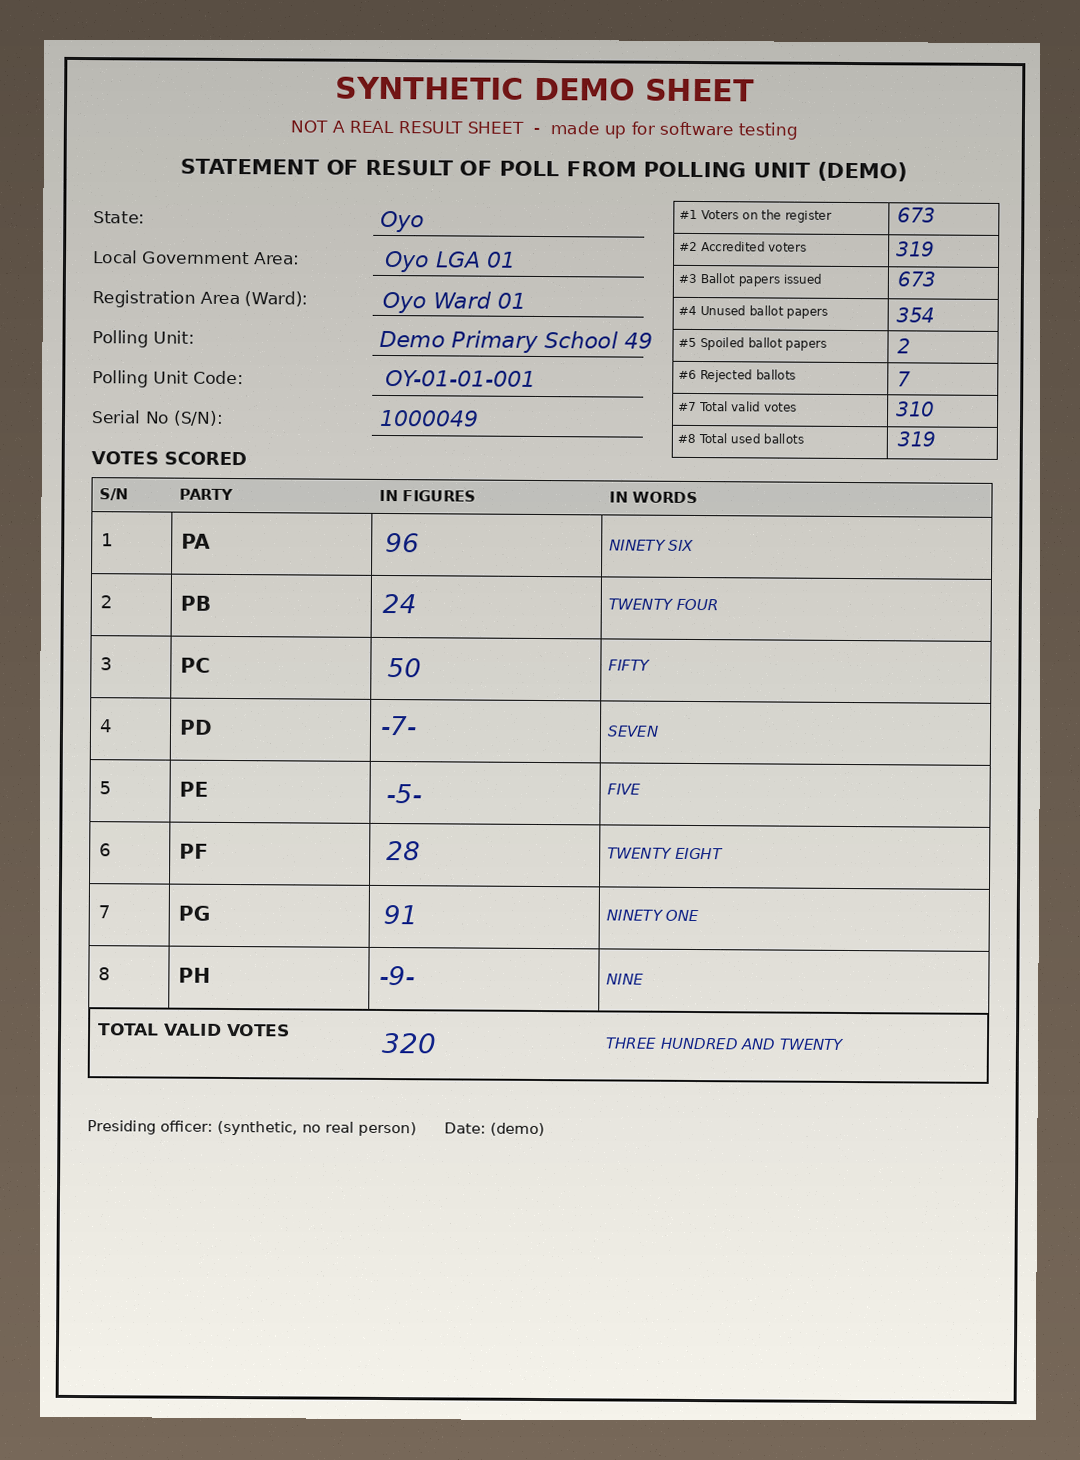 SYNTHETIC DEMO SHEET
NOT A REAL RESULT SHEET - made up for software testing
STATEMENT OF RESULT OF POLL FROM POLLING UNIT (DEMO)
State: Oyo
Local Government Area: Oyo LGA 01
Registration Area (Ward): Oyo Ward 01
Polling Unit: Demo Primary School 49
Polling Unit Code: OY-01-01-001
Serial No (S/N): 1000049
#1 Voters on the register 673
#2 Accredited voters 319
#3 Ballot papers issued 673
#4 Unused ballot papers 354
#5 Spoiled ballot papers 2
#6 Rejected ballots 7
#7 Total valid votes 310
#8 Total used ballots 319
VOTES SCORED
S/N PARTY IN FIGURES IN WORDS
1 PA 96 NINETY SIX
2 PB 24 TWENTY FOUR
3 PC 50 FIFTY
4 PD -7- SEVEN
5 PE -5- FIVE
6 PF 28 TWENTY EIGHT
7 PG 91 NINETY ONE
8 PH -9- NINE
TOTAL VALID VOTES 320 THREE HUNDRED AND TWENTY
Presiding officer: (synthetic, no real person) Date: (demo)